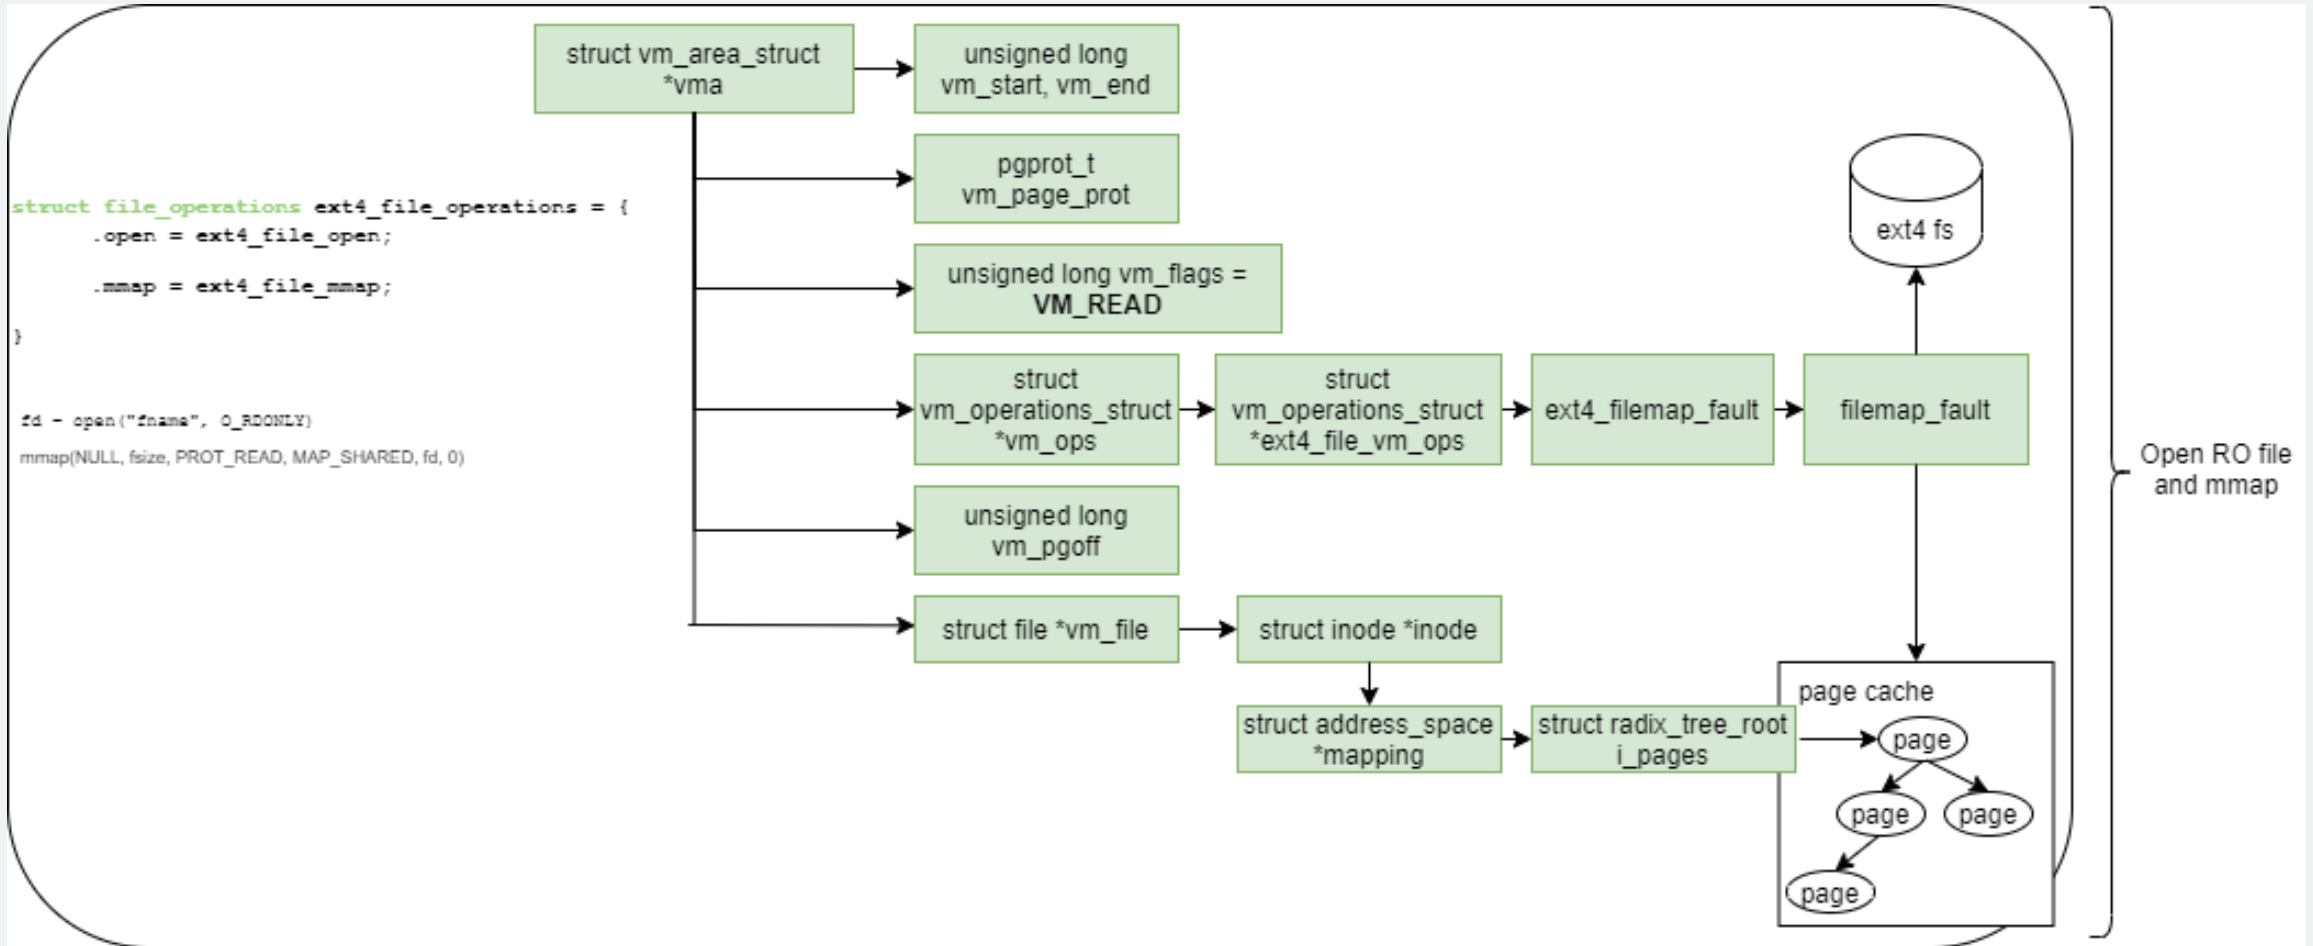 struct vm_area_struct
*vma
unsigned long
vm_start, vm_end
pgprot_t
vm_page_prot
struct file_operations ext4_file_operations = {
.open = ext4_file_open;
.mmap = ext4_file_mmap;
}
unsigned long vm_flags =
VM_READ
ext4 fs
fd - open("fname", O_RDONLY)
mmap(NULL, fsize, PROT_READ, MAP_SHARED, fd, 0)
struct
vm_operations_struct
*vm_ops
struct
vm_operations_struct
*ext4_file_vm_ops
ext4_filemap_fault
filemap_fault
Open RO file
and mmap
unsigned long
vm_pgoff
struct file *vm_file
struct inode *inode
struct address_space
*mapping
struct radix_tree_root
i_pages
page cache
page
page
page
page